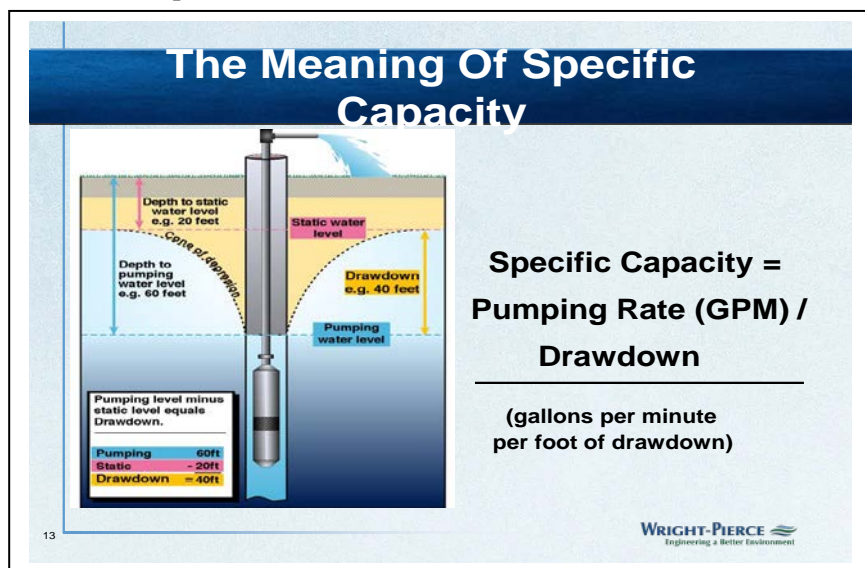 The Meaning Of Specific
Capacity
Depth to static
water level
e.g. 20 feet
Static water
level
Cone of depression
Depth to
pumping
water level
e.g. 60 feet
Drawdown
e.g. 40 feet
Pumping
water level
Pumping level minus
static level equals
Drawdown.
Pumping 60ft
Static - 20ft
Drawdown = 40ft
Specific Capacity =
Pumping Rate (GPM) /
Drawdown
(gallons per minute
per foot of drawdown)
13
WRIGHT-PIERCE
Engineering a Better Environment